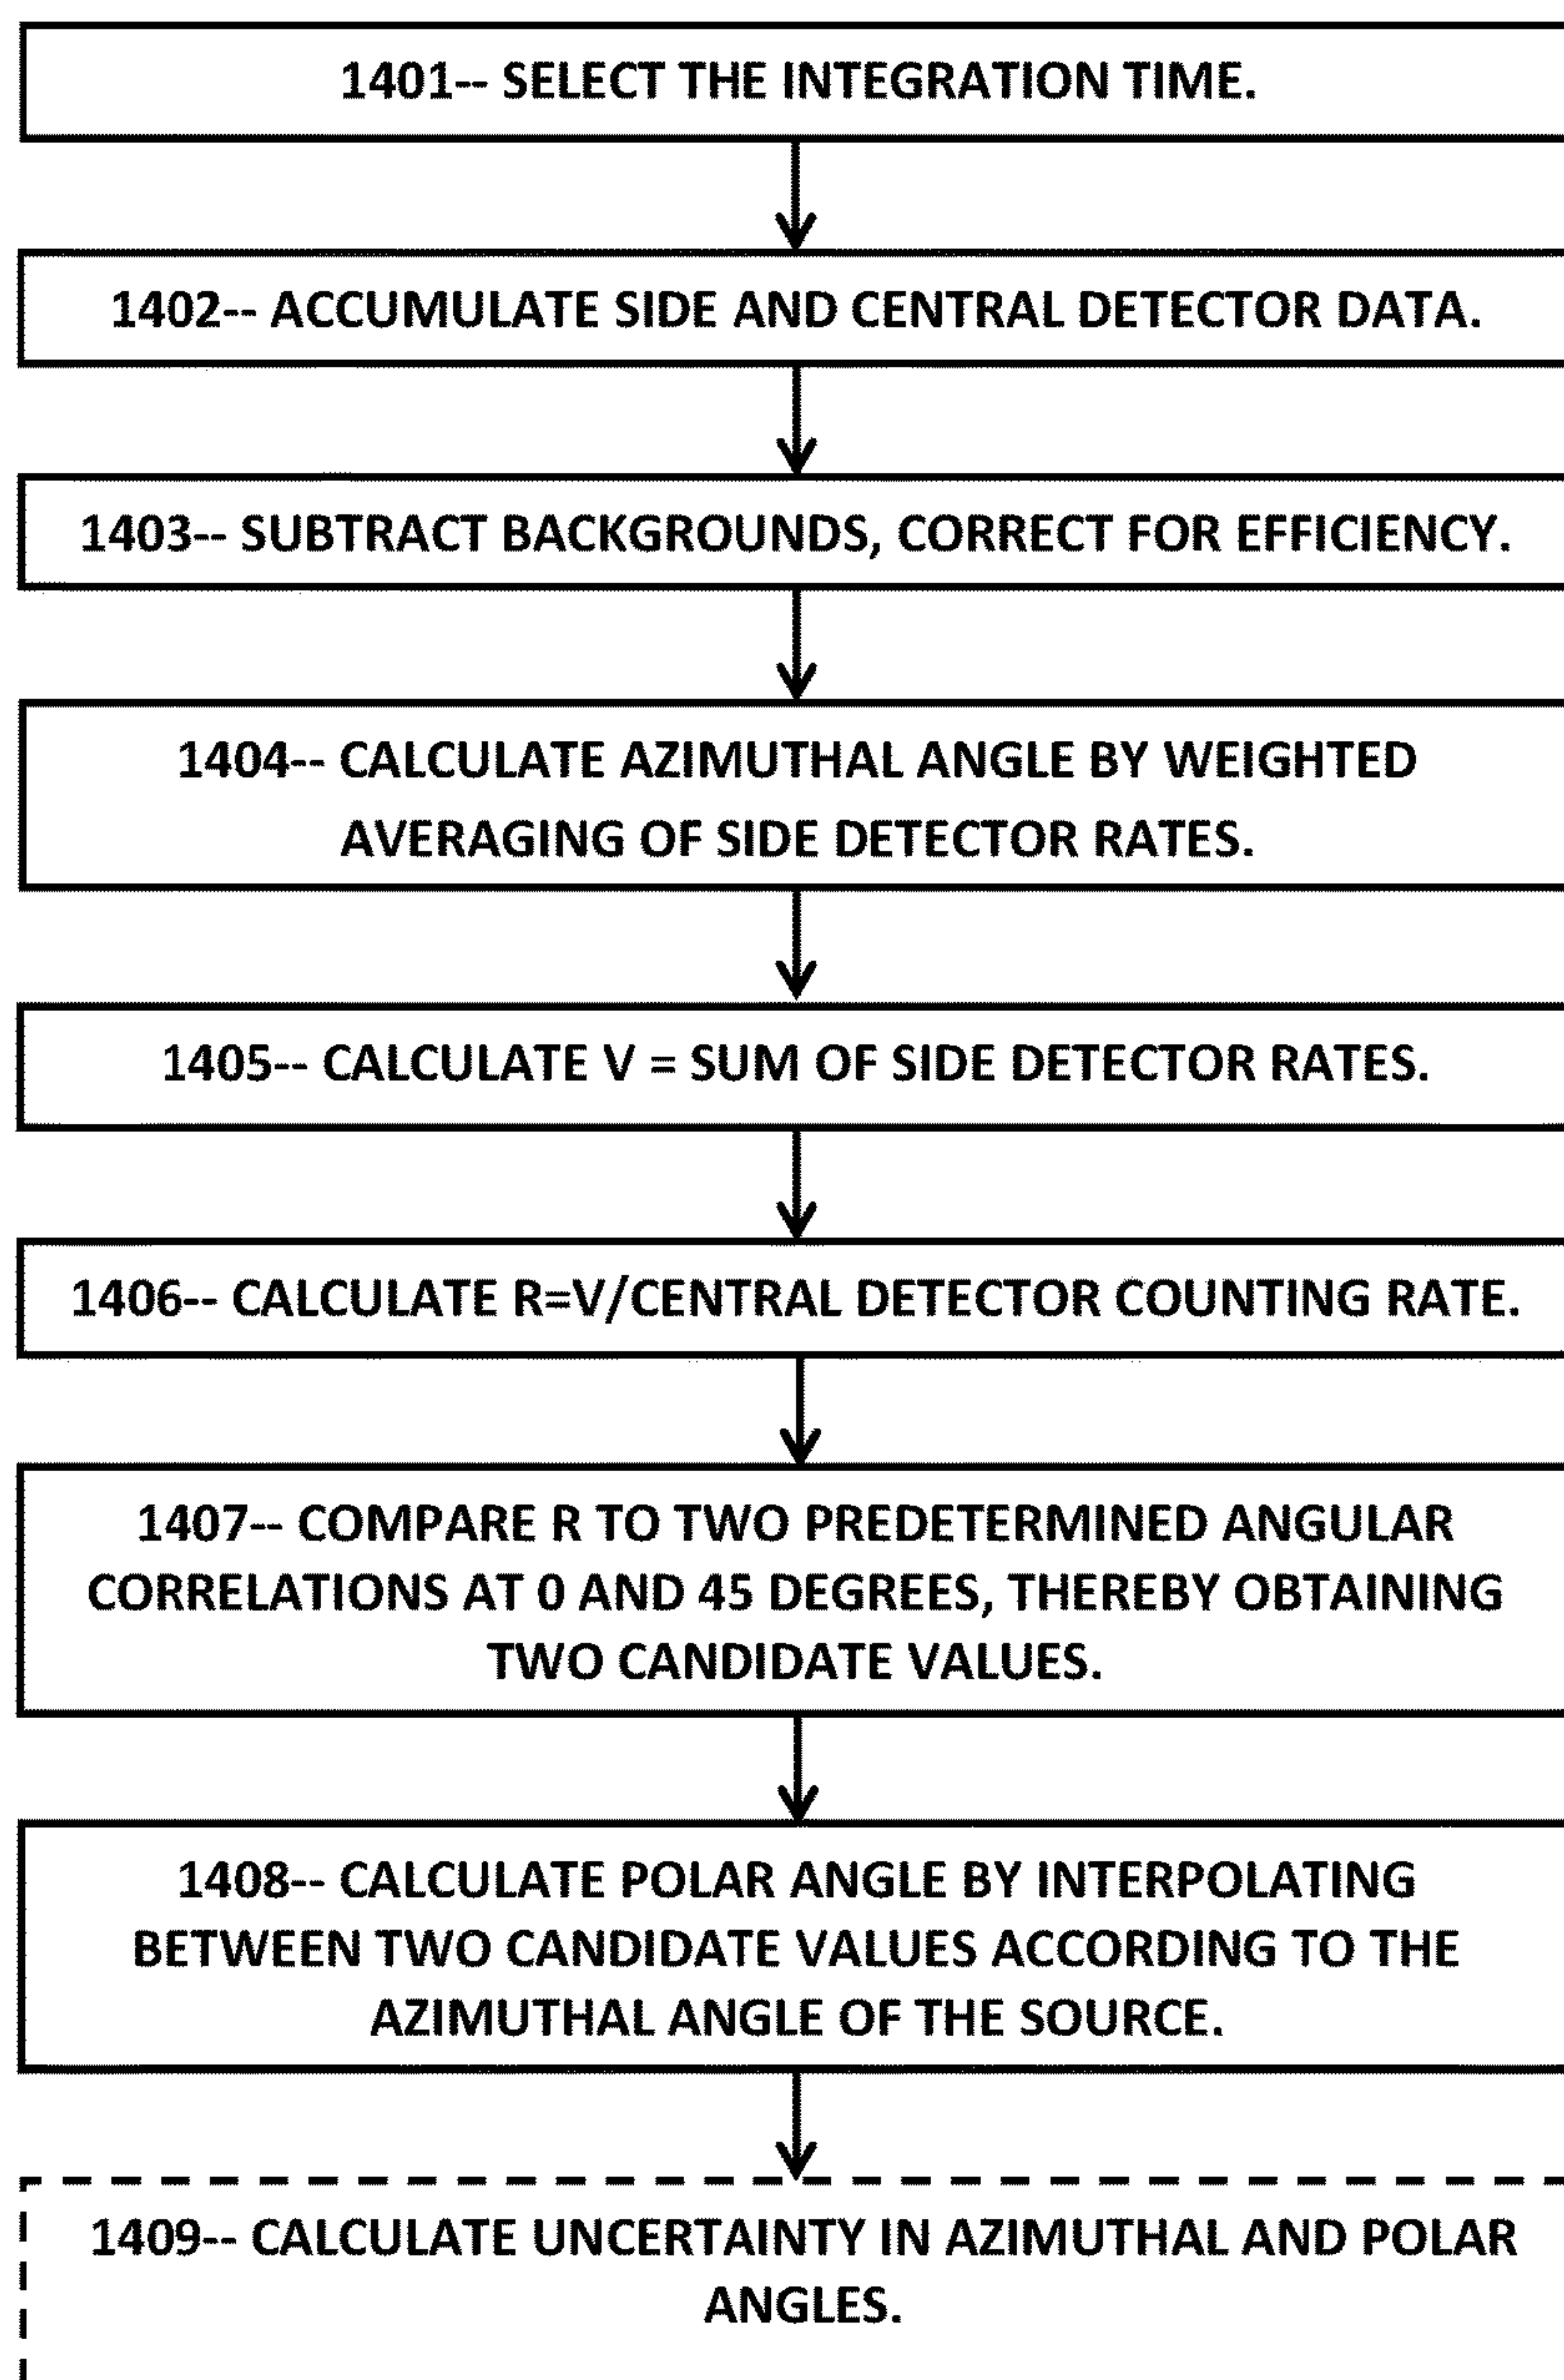 1401-- SELECT THE INTEGRATION TIME.
1402-- ACCUMULATE SIDE AND CENTRAL DETECTOR DATA.
1403-- SUBTRACT BACKGROUNDS, CORRECT FOR EFFICIENCY.
1404-- CALCULATE AZIMUTHAL ANGLE BY WEIGHTED
AVERAGING OF SIDE DETECTOR RATES.
1405-- CALCULATE V = SUM OF SIDE DETECTOR RATES.
1406-- CALCULATE R=V/CENTRAL DETECTOR COUNTING RATE.
1407-- COMPARE R TO TWO PREDETERMINED ANGULAR
CORRELATIONS AT 0 AND 45 DEGREES, THEREBY OBTAINING
TWO CANDIDATE VALUES.
1408-- CALCULATE POLAR ANGLE BY INTERPOLATING
BETWEEN TWO CANDIDATE VALUES ACCORDING TO THE
AZIMUTHAL ANGLE OF THE SOURCE.
1409-- CALCULATE UNCERTAINTY IN AZIMUTHAL AND POLAR
ANGLES.